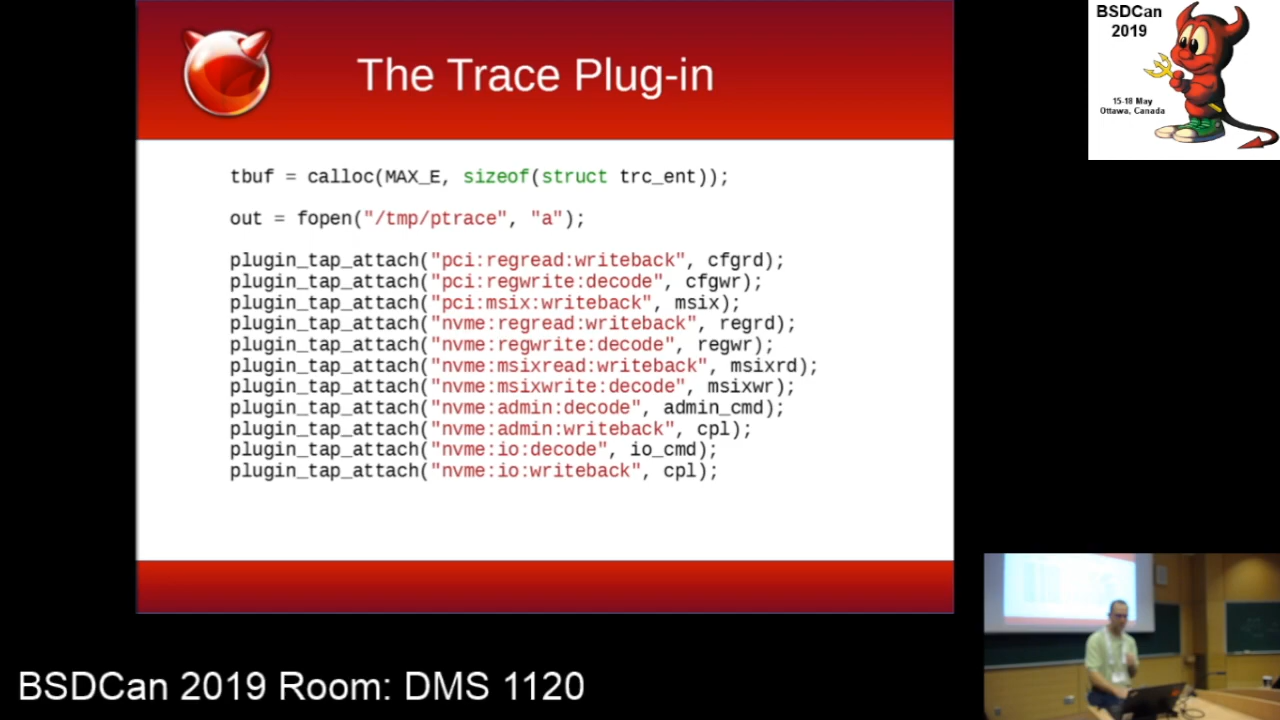 The Trace Plug-in
tbuf = calloc(MAX_E, sizeof(struct trc_ent));
out = fopen("/tmp/ptrace", "a");
plugin_tap_attach("pci:regread:writeback", cfgrd);
plugin_tap_attach("pci:regwrite:decode", cfgwr);
plugin_tap_attach("pci:msix:writeback", msix);
plugin_tap_attach("nvme:regread:writeback", regrd);
plugin_tap_attach("nvme:regwrite:decode", regwr);
plugin_tap_attach("nvme:msixread:writeback", msixrd);
plugin_tap_attach("nvme:msixwrite:decode", msixwr);
plugin_tap_attach("nvme:admin:decode", admin_cmd);
plugin_tap_attach("nvme:admin:writeback", cpl);
plugin_tap_attach("nvme:io:decode", io_cmd);
plugin_tap_attach("nvme:io:writeback", cpl);
BSDCan
2019
15-18 May
Ottawa, Canada
BSDCan 2019 Room: DMS 1120